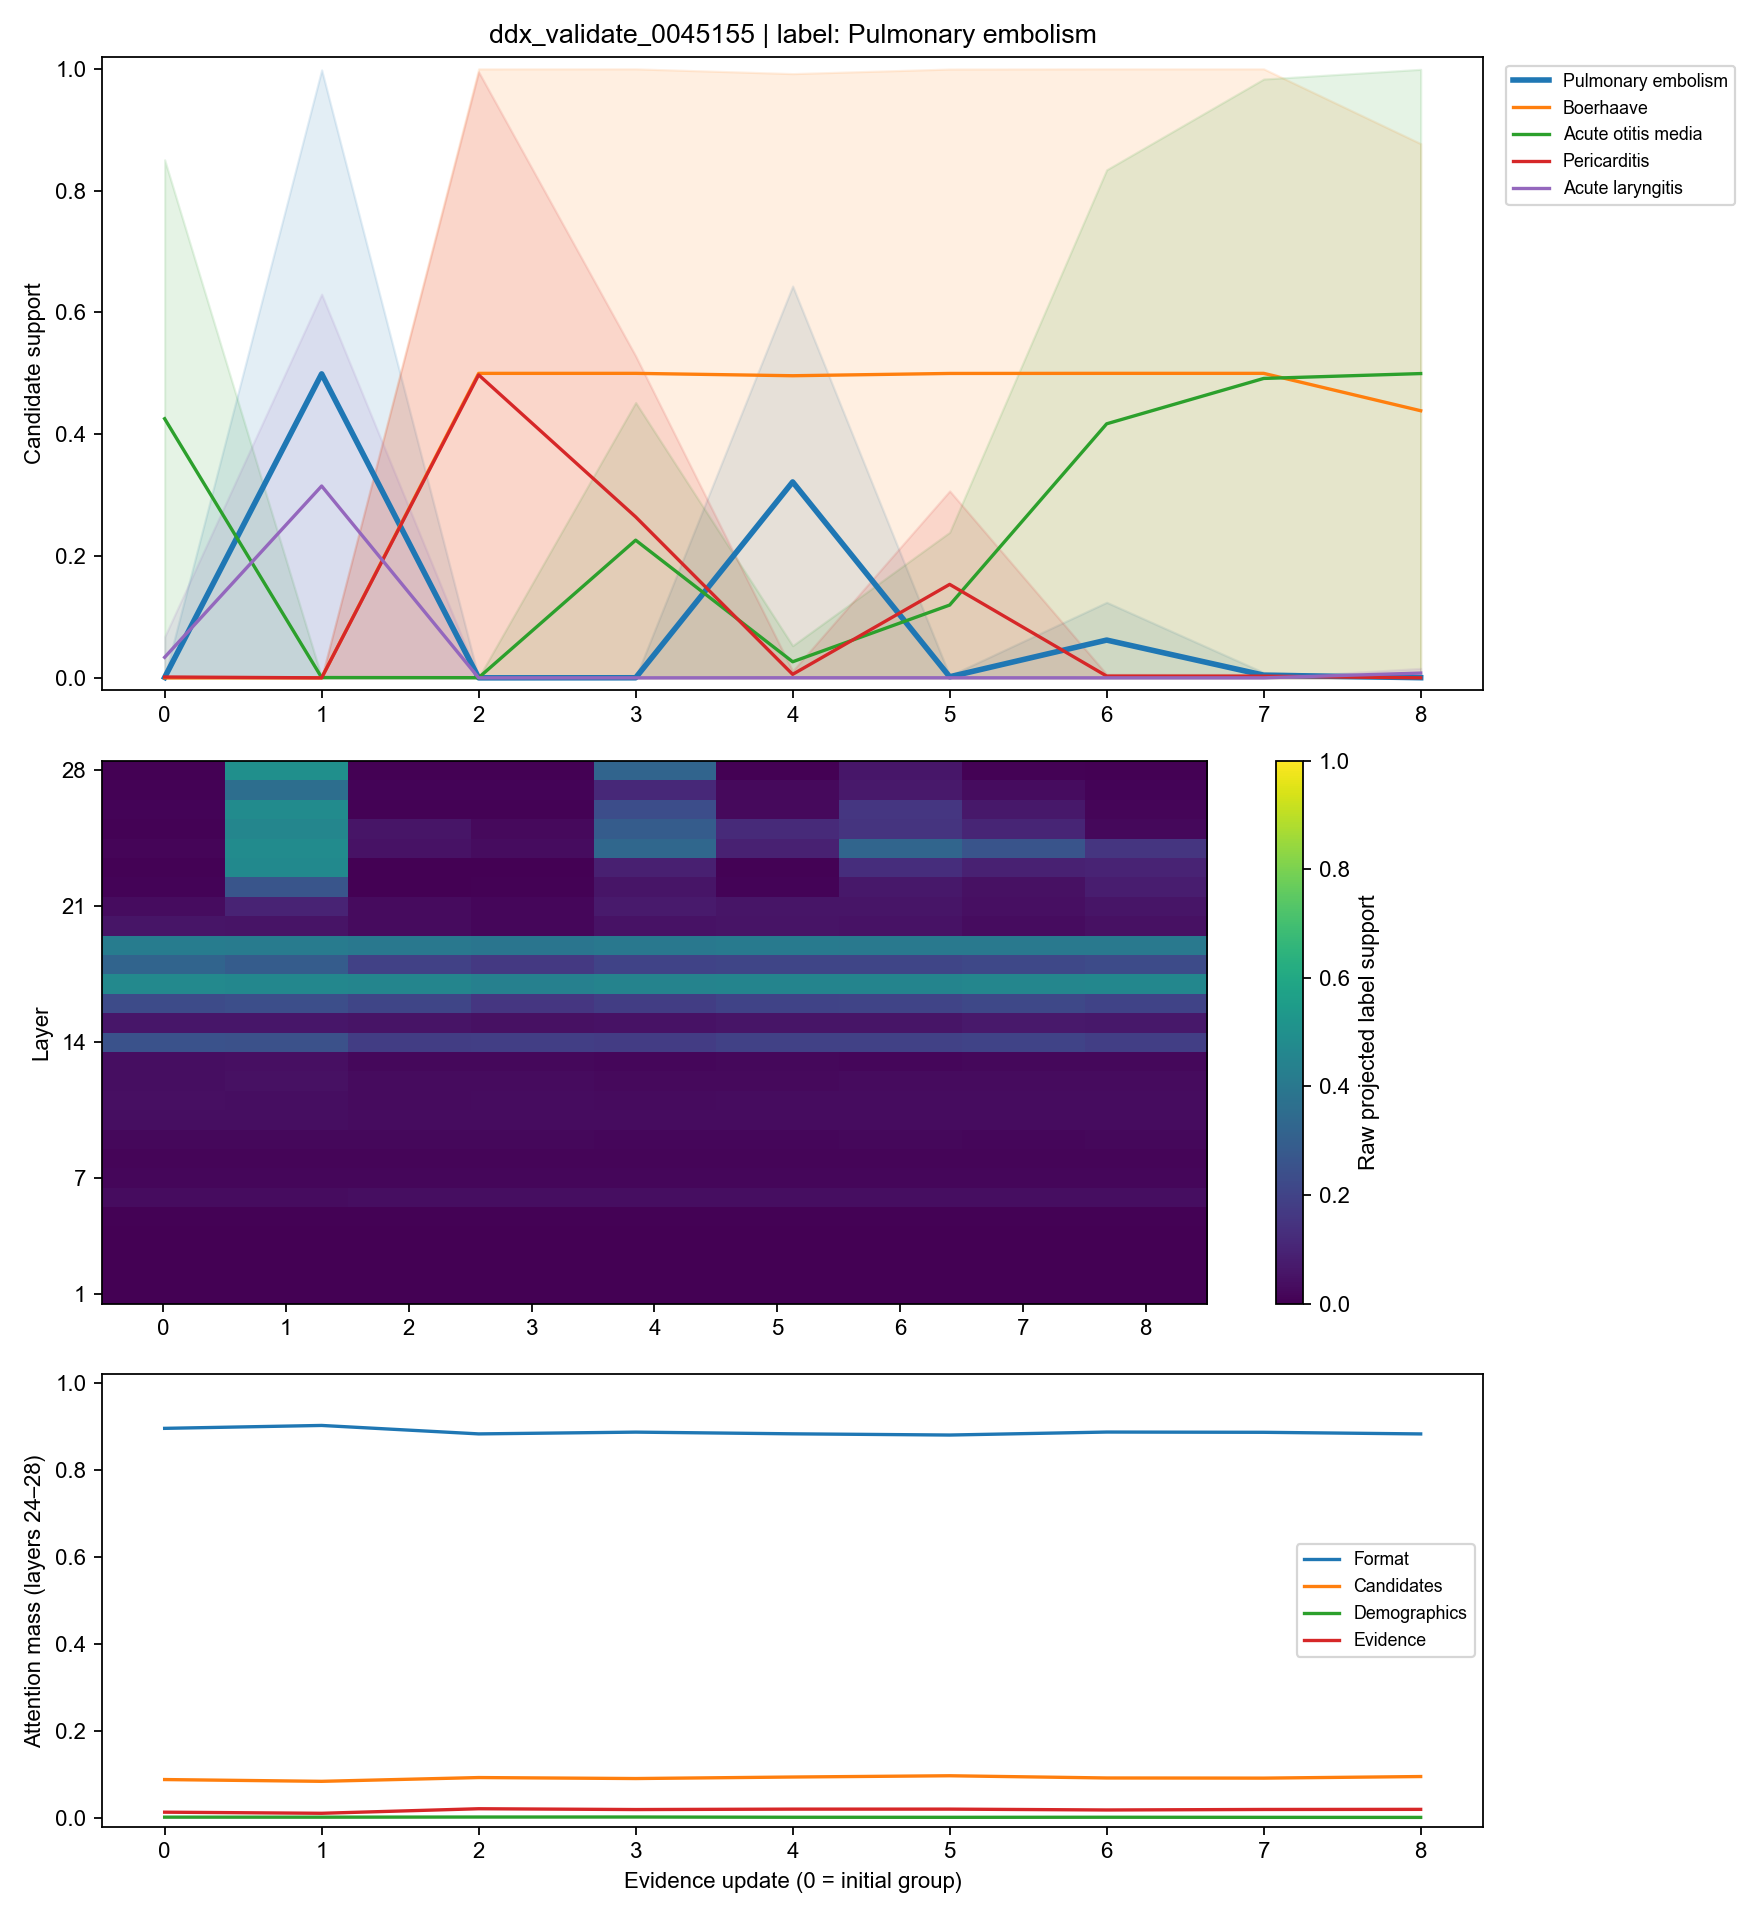 ddx_validate_0045155 | label: Pulmonary embolism
Candidate support
1.0
0.8
0.6
0.4
0.2
0.0
0 1 2 3 4 5 6 7 8
Pulmonary embolism
Boerhaave
Acute otitis media
Pericarditis
Acute laryngitis
Layer
28
21
14
7
1
0 1 2 3 4 5 6 7 8
1.0
0.8
0.6
0.4
0.2
0.0
Raw projected label support
Attention mass (layers 24–28)
1.0
0.8
0.6
0.4
0.2
0.0
Format
Candidates
Demographics
Evidence
0 1 2 3 4 5 6 7 8
Evidence update (0 = initial group)